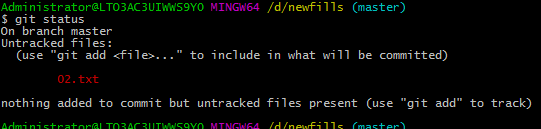 Administrator@LTO3AC3UIWWS9Y0 MINGW64 /d/newfills (master)
$ git status
On branch master
Untracked files:
(use "git add <file>..." to include in what will be committed)
02.txt
nothing added to commit but untracked files present (use "git add" to track)
Administrator@LTO3AC3UIWWS9Y0 MINGW64 /d/newfills (master)